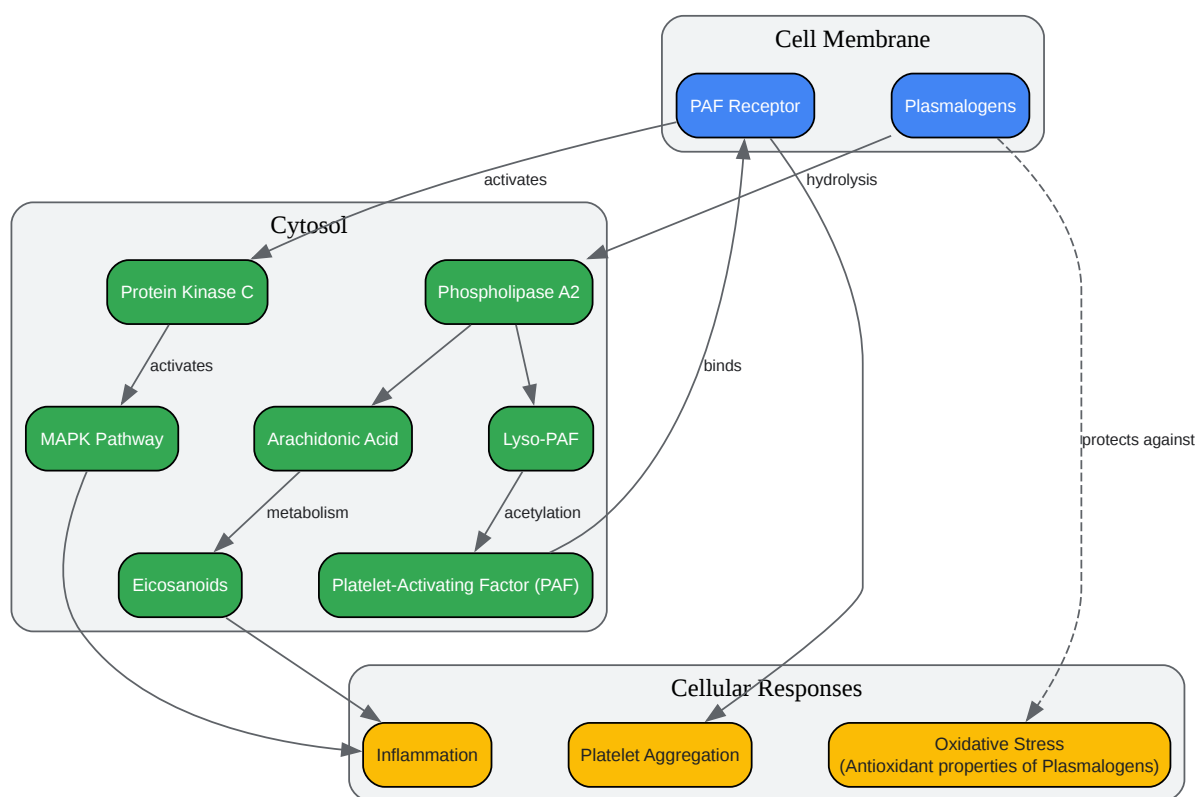 Cell Membrane
PAF Receptor
Plasmalogens
activates
hydrolysis
Cytosol
Protein Kinase C
Phospholipase A2
activates
binds
MAPK Pathway
Arachidonic Acid
Lyso-PAF
protects against
metabolism
acetylation
Eicosanoids
Platelet-Activating Factor (PAF)
Cellular Responses
Inflammation
Platelet Aggregation
Oxidative Stress
(Antioxidant properties of Plasmalogens)